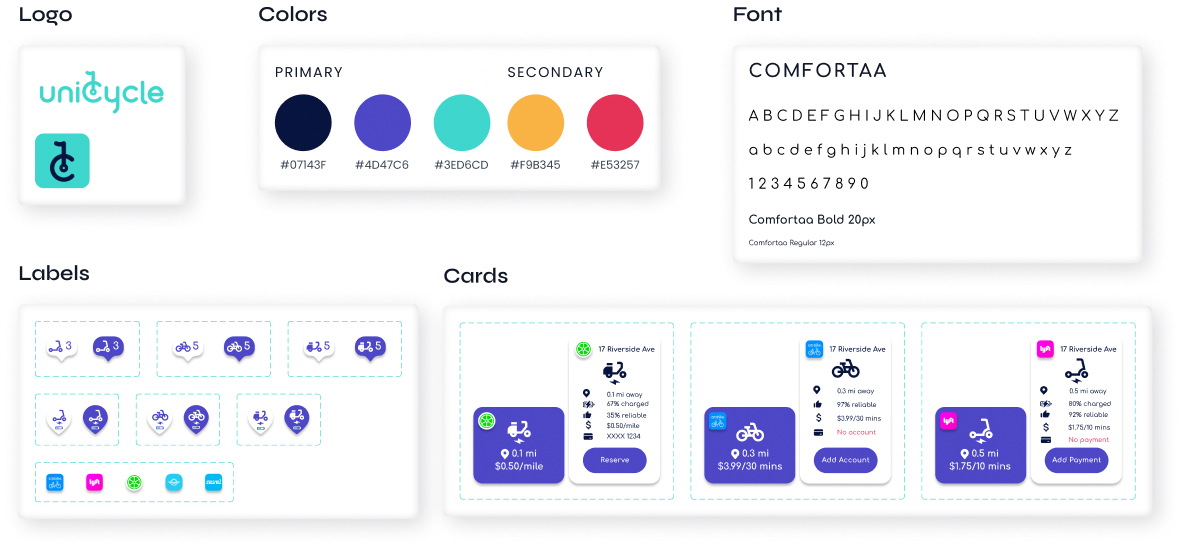 Logo
uniCycle
Colors
PRIMARY
SECONDARY
#07143F
#4D47C6
#3ED6CD
#F9B345
#E53257
Font
COMFORTAA
A B C D E F G H I J K L M N O P Q R S T U V W X Y Z
a b c d e f g h i j k l m n o p q r s t u v w x y z
1 2 3 4 5 6 7 8 9 0
Comfortaa Bold 20px
Comfortaa Regular 12px
Labels
3
3
5
5
5
5
lyft
Cards
0.1 mi
$0.50/mile
17 Riverside Ave
0.1 mi away
67% charged
35% reliable
$0.50/mile
XXXX 1234
Reserve
0.3 mi
$3.99/30 mins
17 Riverside Ave
0.3 mi away
97% reliable
$3.99/30 mins
No account
Add Account
lyft
0.5 mi
$1.75/10 mins
lyft
17 Riverside Ave
0.5 mi away
80% charged
92% reliable
$1.75/10 mins
No payment
Add Payment